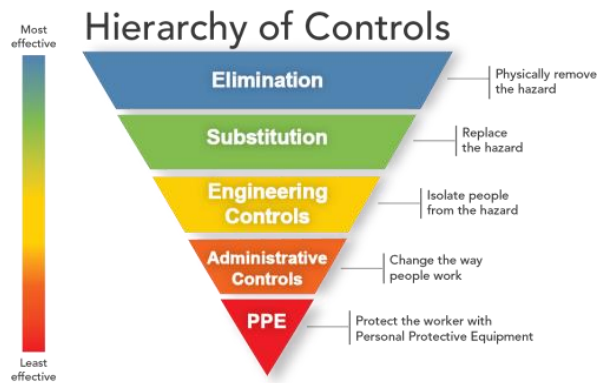 Hierarchy of Controls
Most
effective
Elimination
Physically remove
the hazard
Substitution
Replace
the hazard
Engineering
Controls
Isolate people
from the hazard
Administrative
Controls
Change the way
people work
PPE
Protect the worker with
Personal Protective Equipment
Least
effective